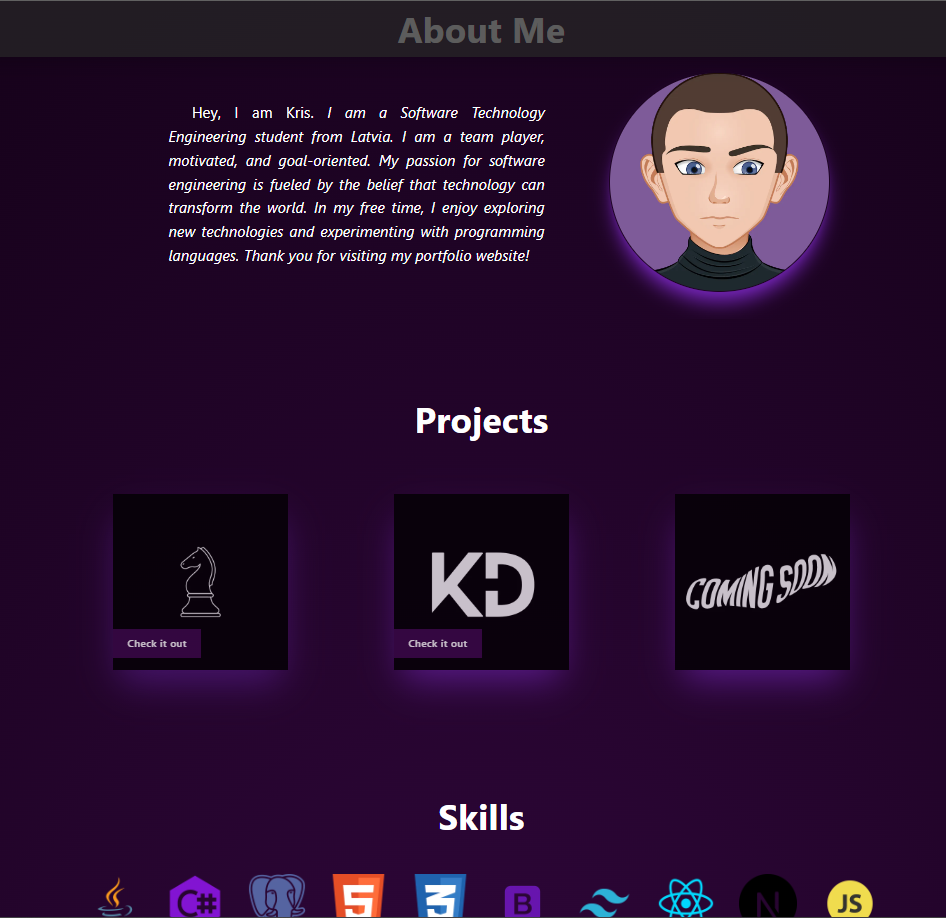 About Me
Hey, I am Kris. I am a Software Technology
Engineering student from Latvia. I am a team player,
motivated, and goal-oriented. My passion for software
engineering is fueled by the belief that technology can
transform the world. In my free time, I enjoy exploring
new technologies and experimenting with programming
languages. Thank you for visiting my portfolio website!
Projects
KD
COMING SOON
Check it out
Check it out
Skills
C#
5
3
B
N
JS